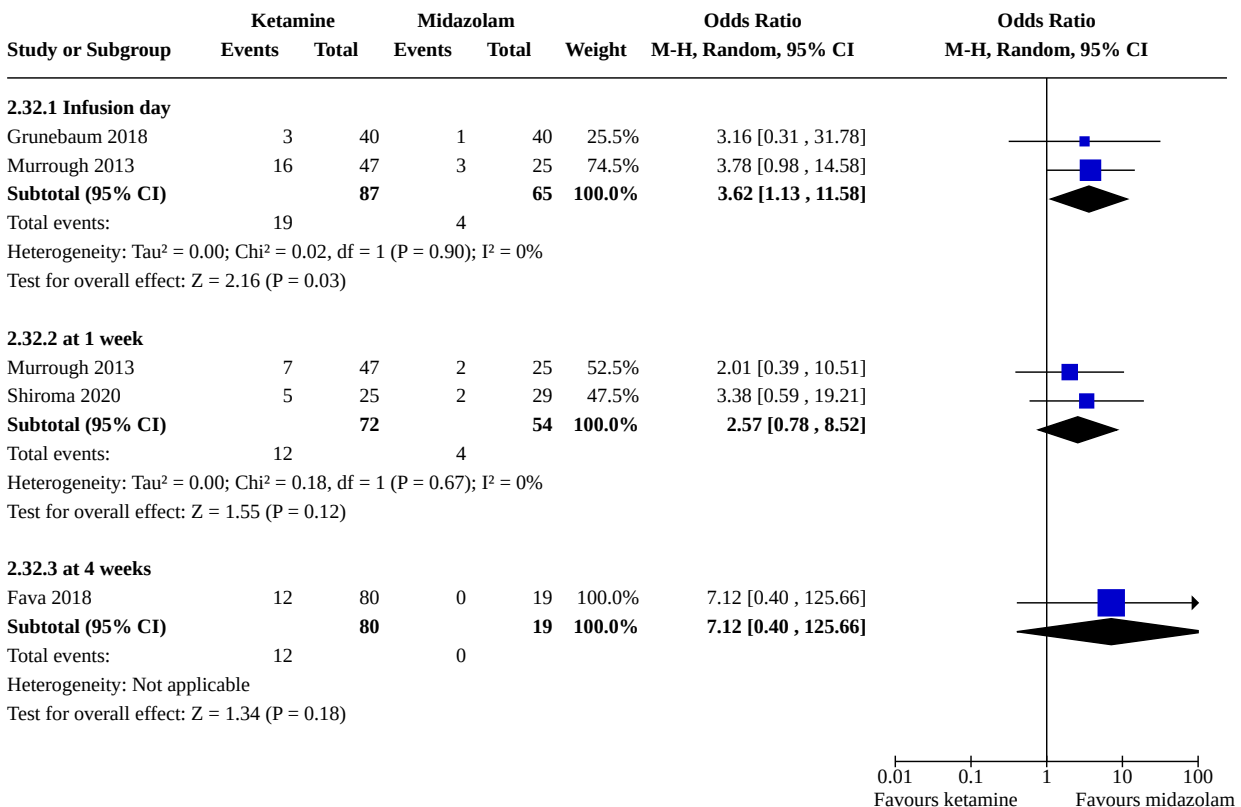 Ketamine Midazolam Odds Ratio Odds Ratio
Study or Subgroup Events Total Events Total Weight M-H, Random, 95% CI M-H, Random, 95% CI
2.32.1 Infusion day
Grunebaum 2018 3 40 1 40 25.5% 3.16 [0.31 , 31.78]
Murrough 2013 16 47 3 25 74.5% 3.78 [0.98 , 14.58]
Subtotal (95% CI) 87 65 100.0% 3.62 [1.13 , 11.58]
Total events: 19 4
Heterogeneity: Tau² = 0.00; Chi² = 0.02, df = 1 (P = 0.90); I² = 0%
Test for overall effect: Z = 2.16 (P = 0.03)
2.32.2 at 1 week
Murrough 2013 7 47 2 25 52.5% 2.01 [0.39 , 10.51]
Shiroma 2020 5 25 2 29 47.5% 3.38 [0.59 , 19.21]
Subtotal (95% CI) 72 54 100.0% 2.57 [0.78 , 8.52]
Total events: 12 4
Heterogeneity: Tau² = 0.00; Chi² = 0.18, df = 1 (P = 0.67); I² = 0%
Test for overall effect: Z = 1.55 (P = 0.12)
2.32.3 at 4 weeks
Fava 2018 12 80 0 19 100.0% 7.12 [0.40 , 125.66]
Subtotal (95% CI) 80 19 100.0% 7.12 [0.40 , 125.66]
Total events: 12 0
Heterogeneity: Not applicable
Test for overall effect: Z = 1.34 (P = 0.18)
0.01 0.1 1 10 100
Favours ketamine Favours midazolam